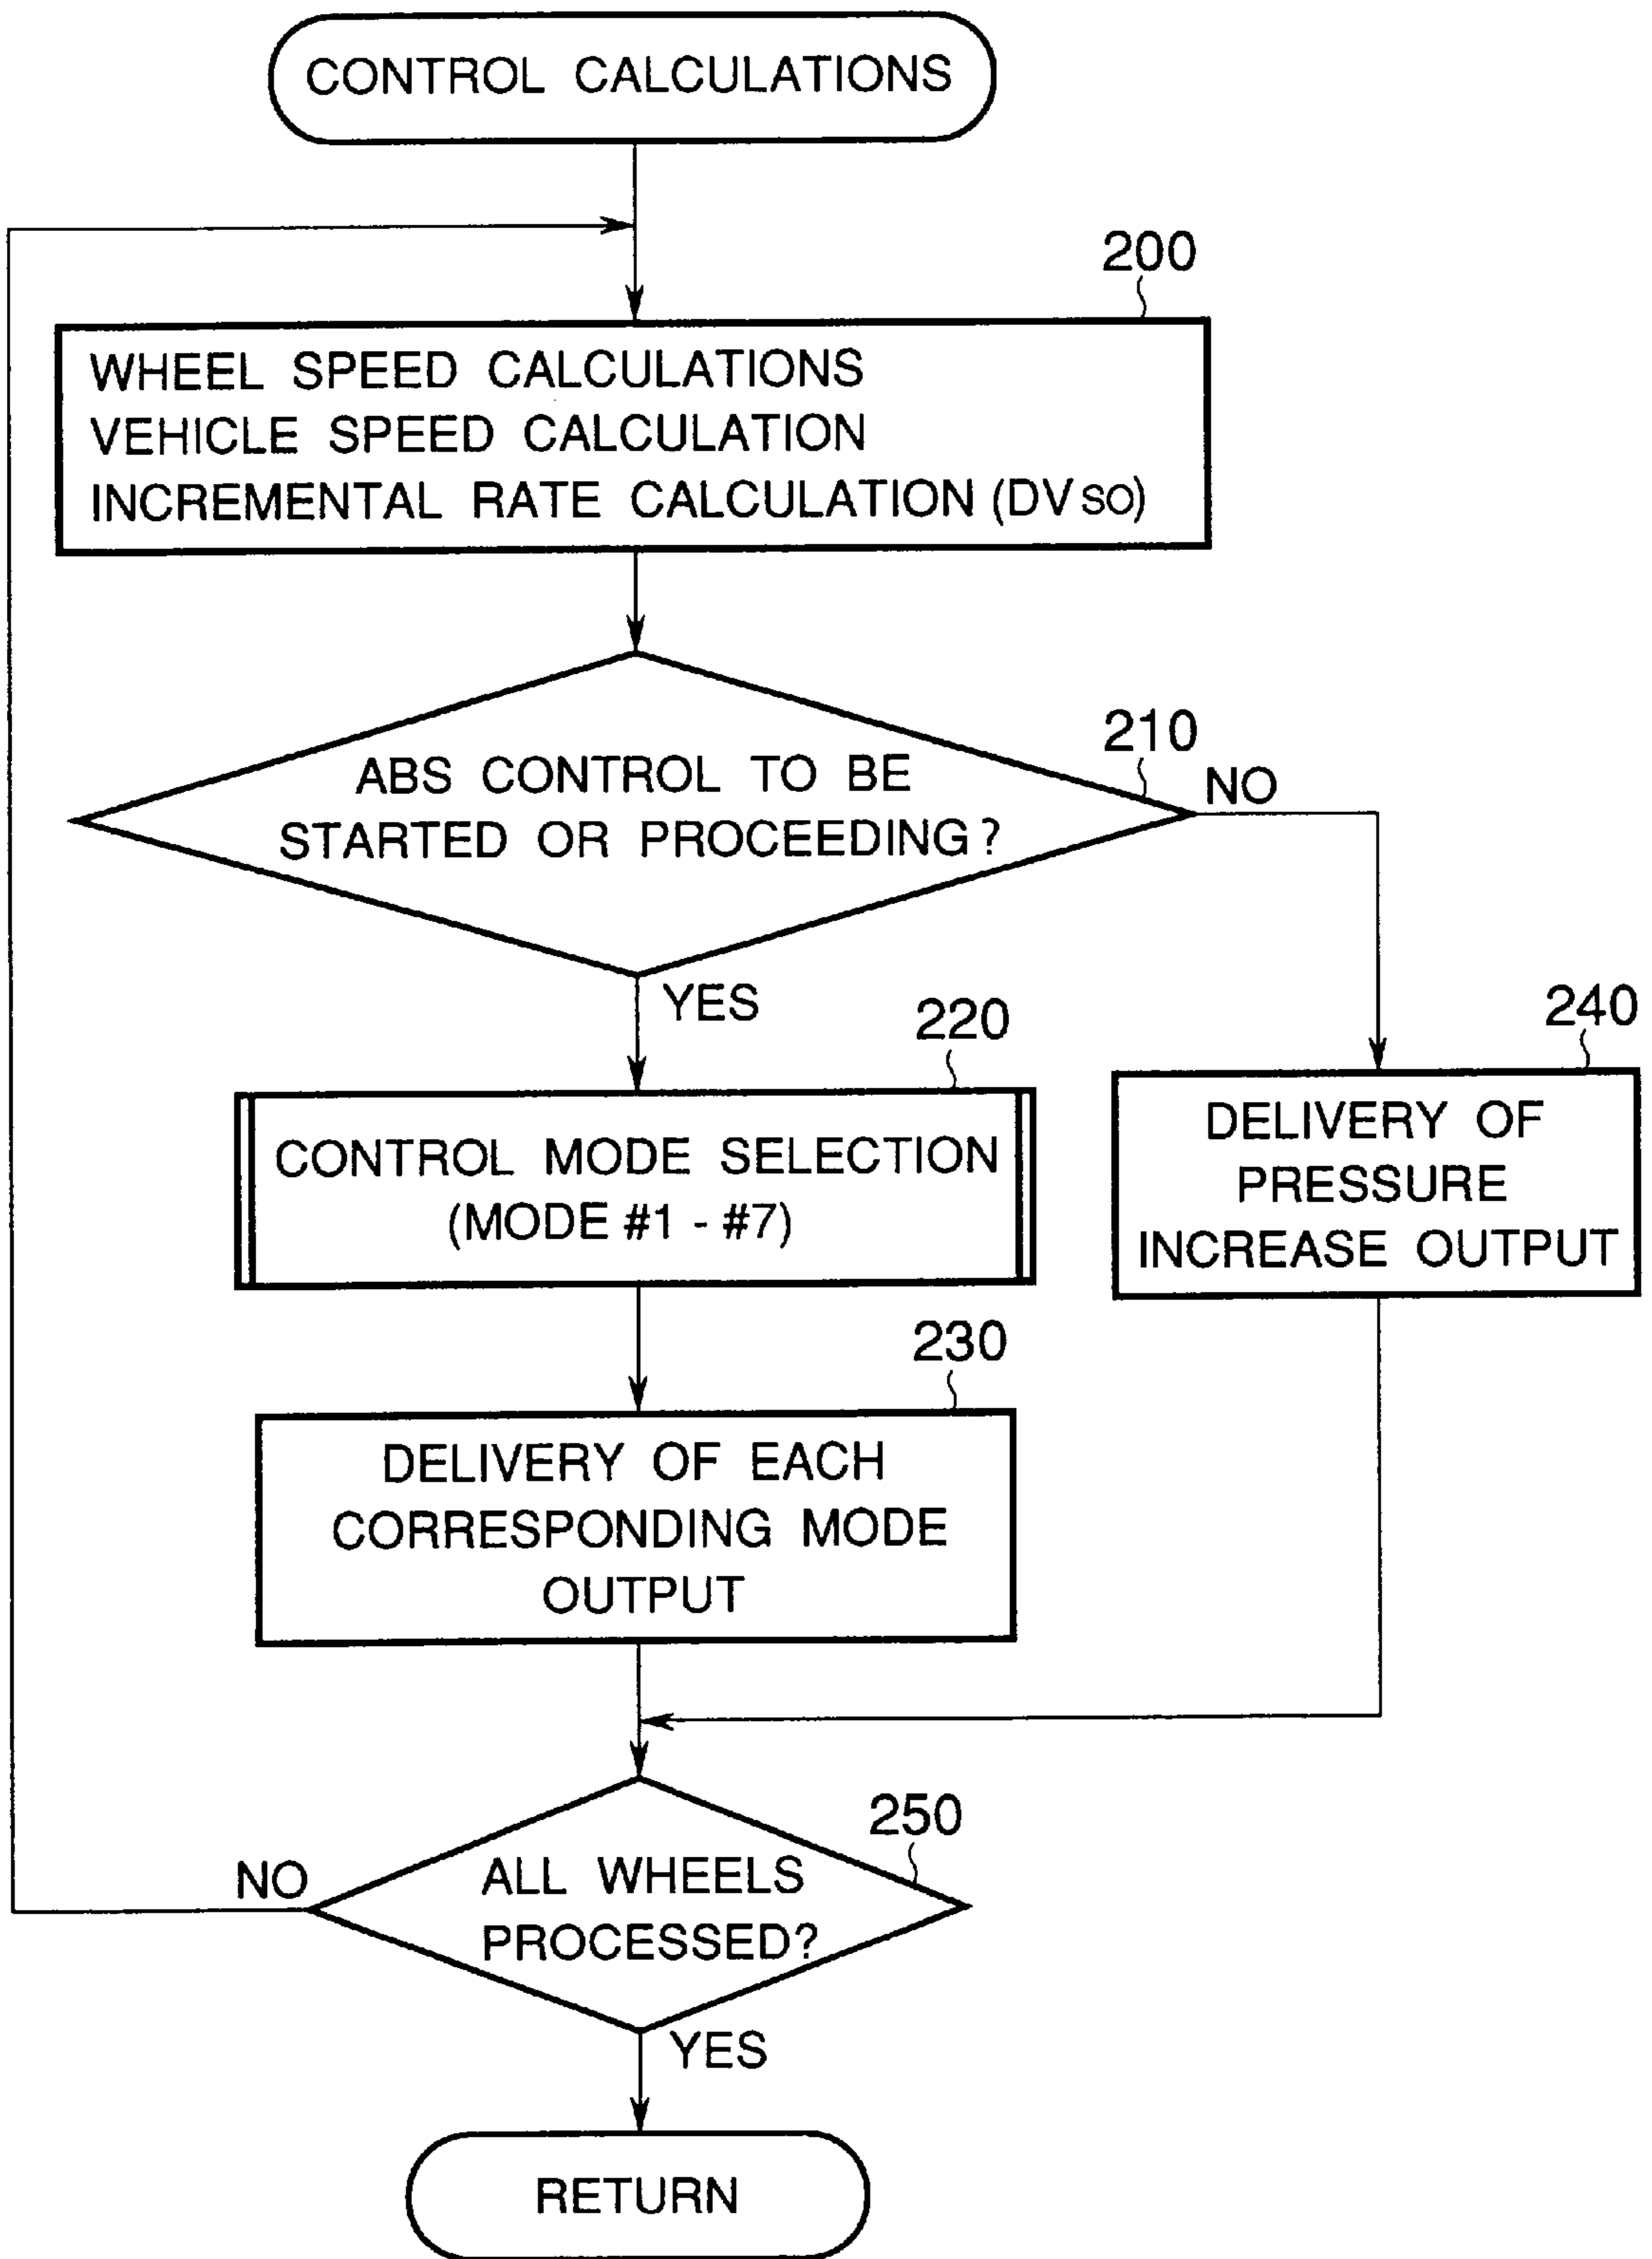 CONTROL CALCULATIONS
200
WHEEL SPEED CALCULATIONS
VEHICLE SPEED CALCULATION
INCREMENTAL RATE CALCULATION (DVSO)
210
ABS CONTROL TO BE
STARTED OR PROCEEDING?
NO
YES
220
CONTROL MODE SELECTION
(MODE #1 - #7)
240
DELIVERY OF
PRESSURE
INCREASE OUTPUT
230
DELIVERY OF EACH
CORRESPONDING MODE
OUTPUT
250
ALL WHEELS
PROCESSED?
NO
YES
RETURN